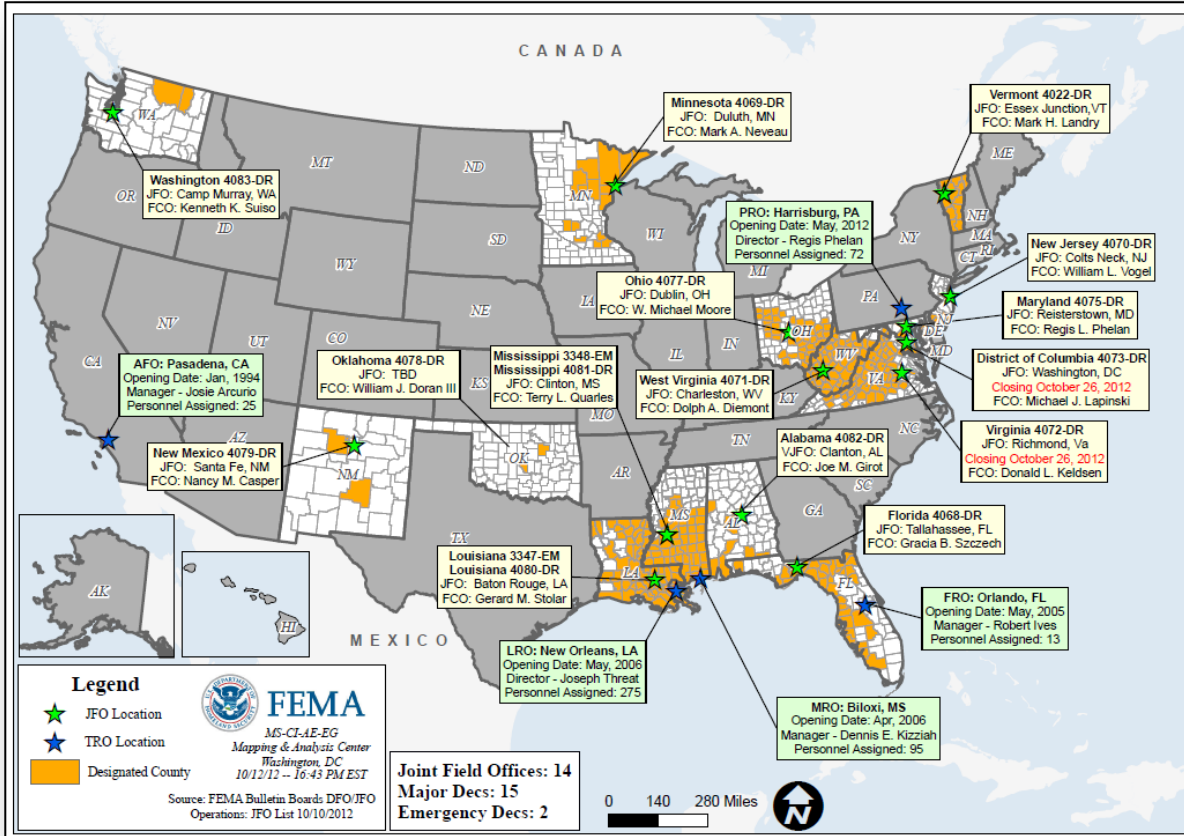 CANADA
WA
MT
ND
OR
ID
WY
SD
MN
WI
MI
NE
IA
NV
UT
CO
CA
AZ
NM
KS
OK
TX
MO
AR
LA
IL
IN
OH
KY
TN
MS
AL
GA
FL
SC
NC
VA
WV
PA
NY
ME
NH
MA
RI
CT
NJ
DE
MD
AK
HI
MEXICO
Washington 4083-DR
JFO: Camp Murray, WA
FCO: Kenneth K. Suiso
Minnesota 4069-DR
JFO: Duluth, MN
FCO: Mark A. Neveau
Vermont 4022-DR
JFO: Essex Junction,VT
FCO: Mark H. Landry
PRO: Harrisburg, PA
Opening Date: May, 2012
Director - Regis Phelan
Personnel Assigned: 72
New Jersey 4070-DR
JFO: Colts Neck, NJ
FCO: William L. Vogel
Ohio 4077-DR
JFO: Dublin, OH
FCO: W. Michael Moore
Maryland 4075-DR
JFO: Reisterstown, MD
FCO: Regis L. Phelan
AFO: Pasadena, CA
Opening Date: Jan, 1994
Manager - Josie Arcurio
Personnel Assigned: 25
Oklahoma 4078-DR
JFO: TBD
FCO: William J. Doran III
Mississippi 3348-EM
Mississippi 4081-DR
JFO: Clinton, MS
FCO: Terry L. Quarles
West Virginia 4071-DR
JFO: Charleston, WV
FCO: Dolph A. Diemont
District of Columbia 4073-DR
JFO: Washington, DC
Closing October 26, 2012
FCO: Michael J. Lapinski
New Mexico 4079-DR
JFO: Santa Fe, NM
FCO: Nancy M. Casper
Alabama 4082-DR
VJFO: Clanton, AL
FCO: Joe M. Girot
Virginia 4072-DR
JFO: Richmond, Va
Closing October 26, 2012
FCO: Donald L. Keldsen
Florida 4068-DR
JFO: Tallahassee, FL
FCO: Gracia B. Szczech
Louisiana 3347-EM
Louisiana 4080-DR
JFO: Baton Rouge, LA
FCO: Gerard M. Stolar
FRO: Orlando, FL
Opening Date: May, 2005
Manager - Robert Ives
Personnel Assigned: 13
LRO: New Orleans, LA
Opening Date: May, 2006
Director - Joseph Threat
Personnel Assigned: 275
MRO: Biloxi, MS
Opening Date: Apr, 2006
Manager - Dennis E. Kizziah
Personnel Assigned: 95
Legend
JFO Location
TRO Location
Designated County
FEMA
MS-CI-AE-EG
Mapping & Analysis Center
Washington, DC
10/12/12 -- 16:43 PM EST
Source: FEMA Bulletin Boards DFO/JFO
Operations: JFO List 10/10/2012
Joint Field Offices: 14
Major Decs: 15
Emergency Decs: 2
0 140 280 Miles
N